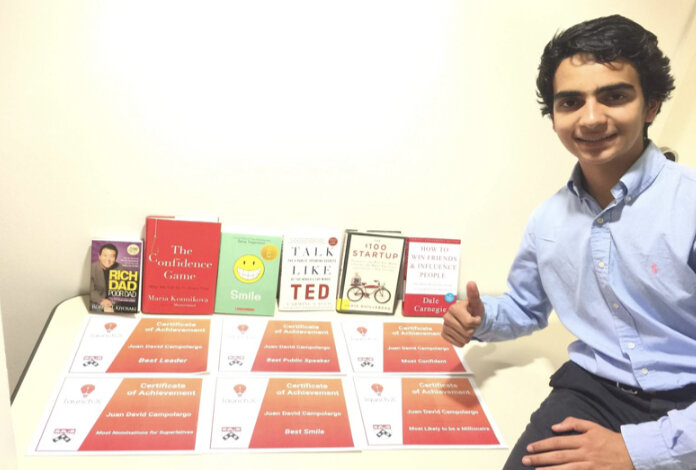 RICH
DAD
POOR DAD
KIYOSAKI
The
Confidence
Game
Maria Konnikova
Smile
TALK
LIKE
TED
$100
STARTUP
HOW TO
WIN FRIENDS
& INFLUENCE
PEOPLE
Dale
Carnegie
Certificate
of Achievement
Juan David Campolargo
Best Leader
Certificate
of Achievement
Juan David Campolargo
Best Public Speaker
Certificate
of Achievement
Juan David Campolargo
Most Confident
launchX
Certificate
of Achievement
Juan David Campolargo
Most Nominations for Superlatives
launchX
Certificate
of Achievement
Juan David Campolargo
Best Smile
launchX
Certificate
of Achievement
Juan David Campolargo
Most Likely to be a Millionaire